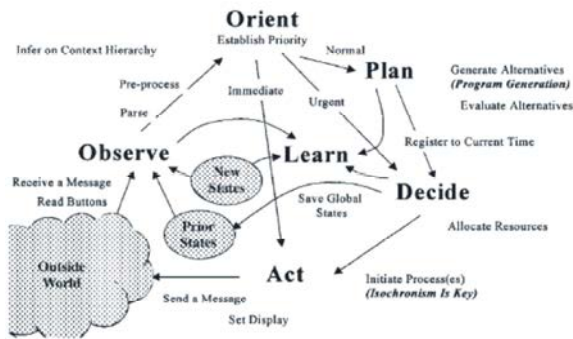 Orient
Establish Priority
Infer on Context Hierarchy
Normal
Plan
Generate Alternatives
(Program Generation)
Evaluate Alternatives
Pre-process
Immediate
Urgent
Parse
Register to Current Time
Observe
Learn
New
States
Decide
Receive a Message
Read Buttons
Save Global
States
Prior
States
Allocate Resources
Outside
World
Act
Initiate Process(es)
(Isochronism Is Key)
Send a Message
Set Display